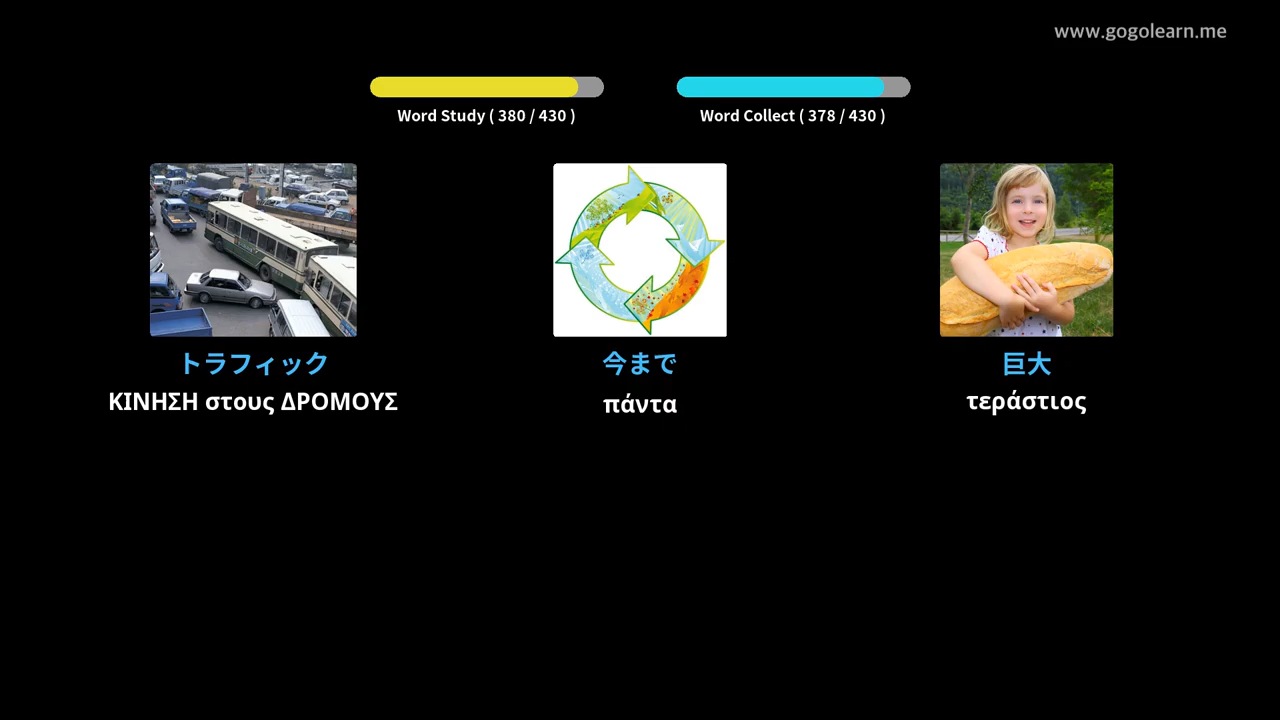 www.gogolearn.me
Word Study ( 380 / 430 )
Word Collect ( 378 / 430 )
トラフィック
ΚΙΝΗΣΗ στους ΔΡΟΜΟΥΣ
今まで
πάντα
巨大
τεράστιος